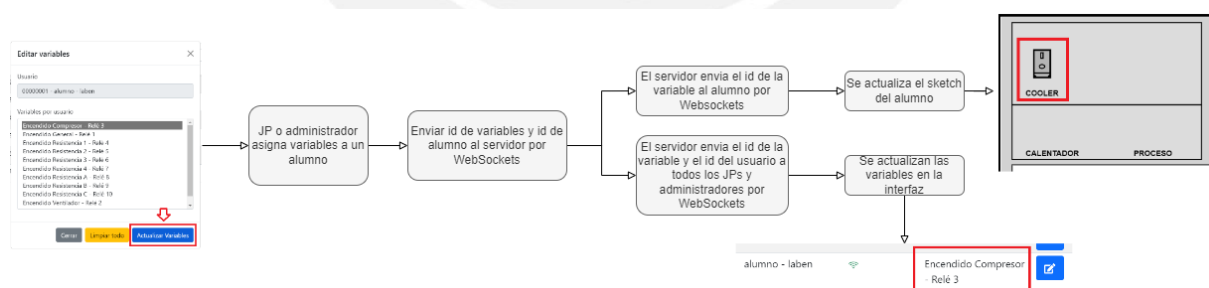 Editar variables
Usuario
00000001 - alumno - laben
Variables por usuario
Encendido Compresor - Relé 3
Encendido General - Relé 1
Encendido Resistencia 1 - Relé 4
Encendido Resistencia 2 - Relé 5
Encendido Resistencia 3 - Relé 6
Encendido Resistencia 4 - Relé 7
Encendido Resistencia A - Relé 8
Encendido Resistencia B - Relé 9
Encendido Resistencia C - Relé 10
Encendido Ventilador - Relé 2
Cerrar
Limpiar todo
Actualizar Variables
JP o administrador
asigna variables a un
alumno
Enviar id de variables y id de
alumno al servidor por
WebSockets
El servidor envia el id de la
variable al alumno por
Websockets
Se actualiza el sketch
del alumno
COOLER
CALENTADOR
PROCESO
El servidor envia el id de la
variable y el id del usuario a
todos los JPs y
administradores por
WebSockets
Se actualizan las
variables en la
interfaz
alumno - laben
Encendido Compresor
- Relé 3